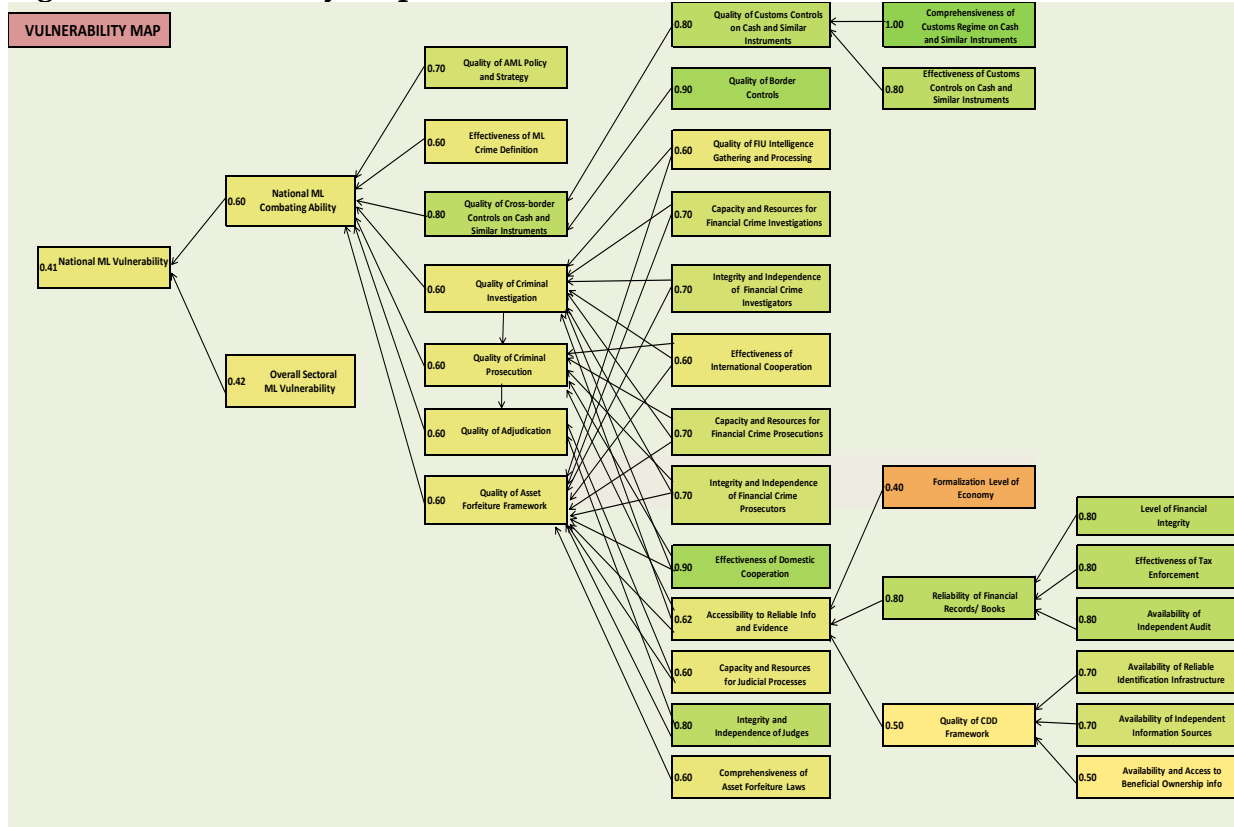 VULNERABILITY MAP
0.41 National ML Vulnerability
0.60 National ML
Combating Ability
0.42 Overall Sectoral
ML Vulnerability
0.70 Quality of AML Policy
and Strategy
0.60 Effectiveness of ML
Crime Definition
0.80 Quality of Cross-border
Controls on Cash and
Similar Instruments
0.60 Quality of Criminal
Investigation
0.60 Quality of Criminal
Prosecution
0.60 Quality of Adjudication
0.60 Quality of Asset
Forfeiture Framework
0.80 Quality of Customs Controls
on Cash and Similar
Instruments
0.90 Quality of Border
Controls
0.60 Quality of FIU Intelligence
Gathering and Processing
0.70 Capacity and Resources for
Financial Crime Investigations
0.70 Integrity and Independence
of Financial Crime
Investigators
0.60 Effectiveness of
International Cooperation
0.70 Capacity and Resources for
Financial Crime Prosecutions
0.70 Integrity and Independence
of Financial Crime
Prosecutors
0.90 Effectiveness of Domestic
Cooperation
0.62 Accessibility to Reliable Info
and Evidence
0.60 Capacity and Resources
for Judicial Processes
0.80 Integrity and
Independence of Judges
0.60 Comprehensiveness of
Asset Forfeiture Laws
1.00 Comprehensiveness of
Customs Regime on Cash
and Similar Instruments
0.80 Effectiveness of Customs
Controls on Cash and
Similar Instruments
0.40 Formalization Level of
Economy
0.80 Reliability of Financial
Records/ Books
0.50 Quality of CDD
Framework
0.80 Level of Financial
Integrity
0.80 Effectiveness of Tax
Enforcement
0.80 Availability of
Independent Audit
0.70 Availability of Reliable
Identification Infrastructure
0.70 Availability of Independent
Information Sources
0.50 Availability and Access to
Beneficial Ownership info